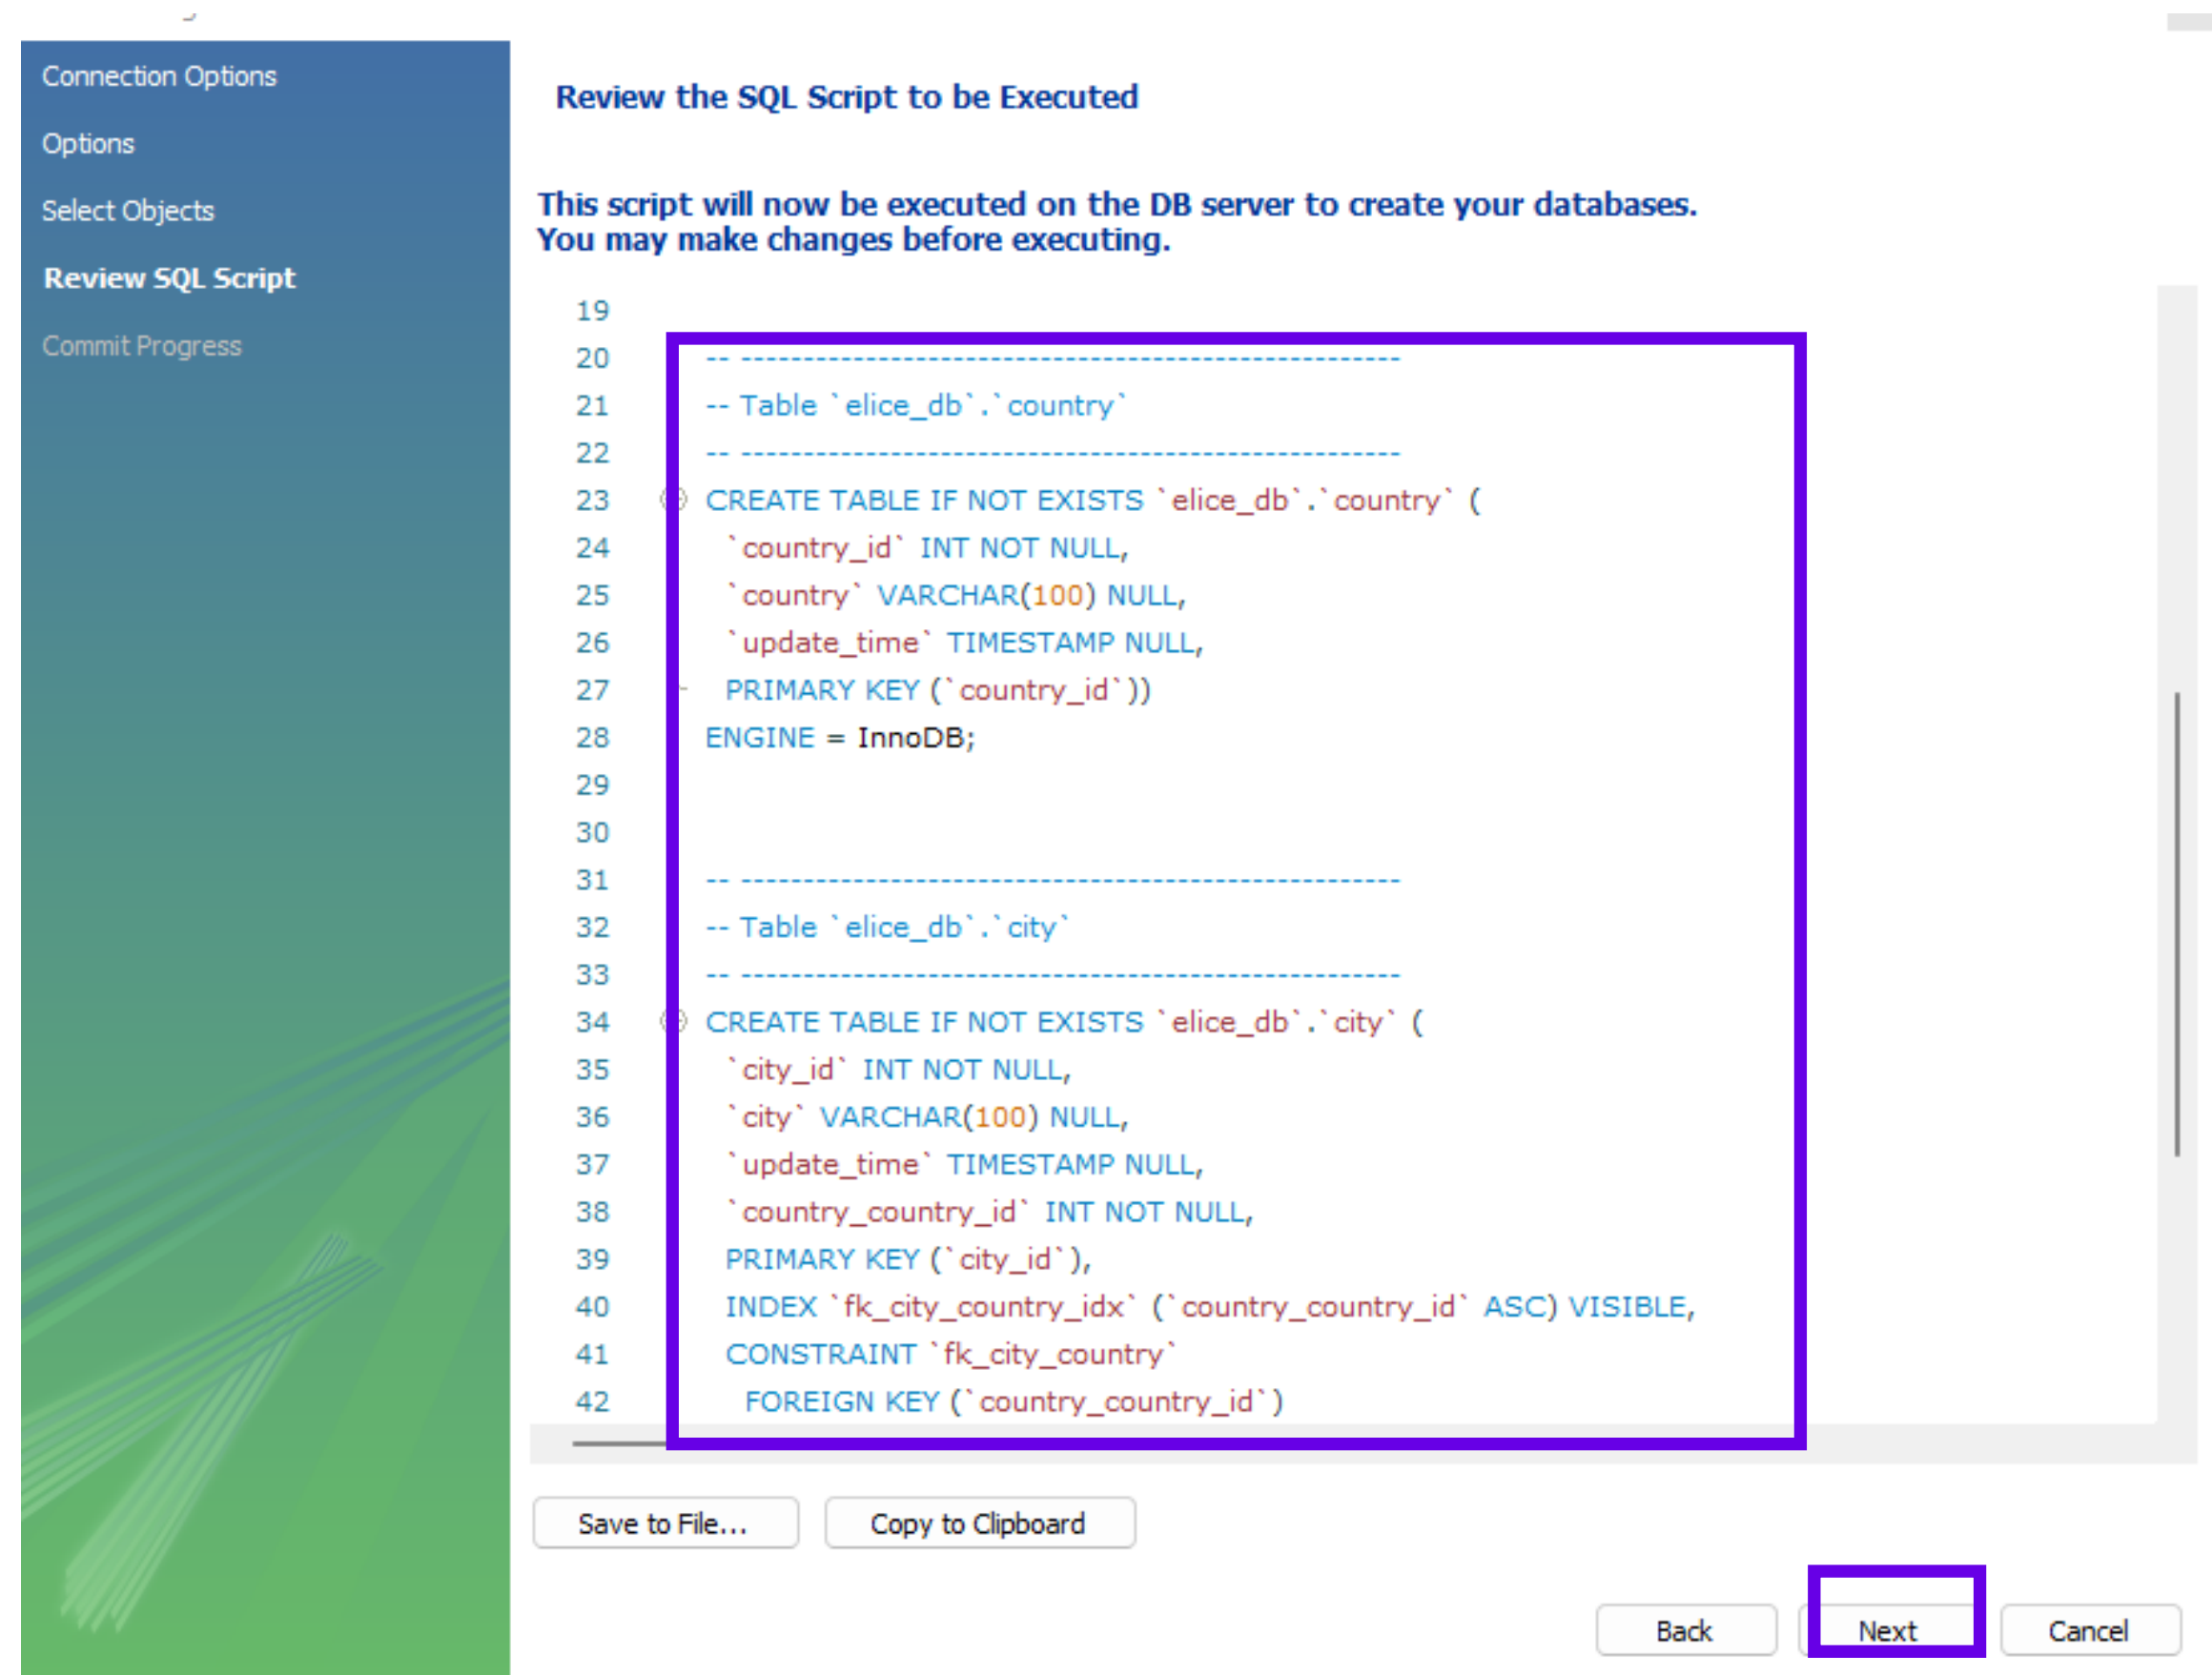 Connection Options
Options
Select Objects
Review SQL Script
Commit Progress
Review the SQL Script to be Executed
This script will now be executed on the DB server to create your databases.
You may make changes before executing.
19
20 -- -----------------------------------------------------
21 -- Table `elice_db`.`country`
22 -- -----------------------------------------------------
23 CREATE TABLE IF NOT EXISTS `elice_db`.`country` (
24 `country_id` INT NOT NULL,
25 `country` VARCHAR(100) NULL,
26 `update_time` TIMESTAMP NULL,
27 PRIMARY KEY (`country_id`))
28 ENGINE = InnoDB;
29
30
31 -- -----------------------------------------------------
32 -- Table `elice_db`.`city`
33 -- -----------------------------------------------------
34 CREATE TABLE IF NOT EXISTS `elice_db`.`city` (
35 `city_id` INT NOT NULL,
36 `city` VARCHAR(100) NULL,
37 `update_time` TIMESTAMP NULL,
38 `country_country_id` INT NOT NULL,
39 PRIMARY KEY (`city_id`),
40 INDEX `fk_city_country_idx` (`country_country_id` ASC) VISIBLE,
41 CONSTRAINT `fk_city_country`
42 FOREIGN KEY (`country_country_id`)
Save to File... Copy to Clipboard
Back Next Cancel